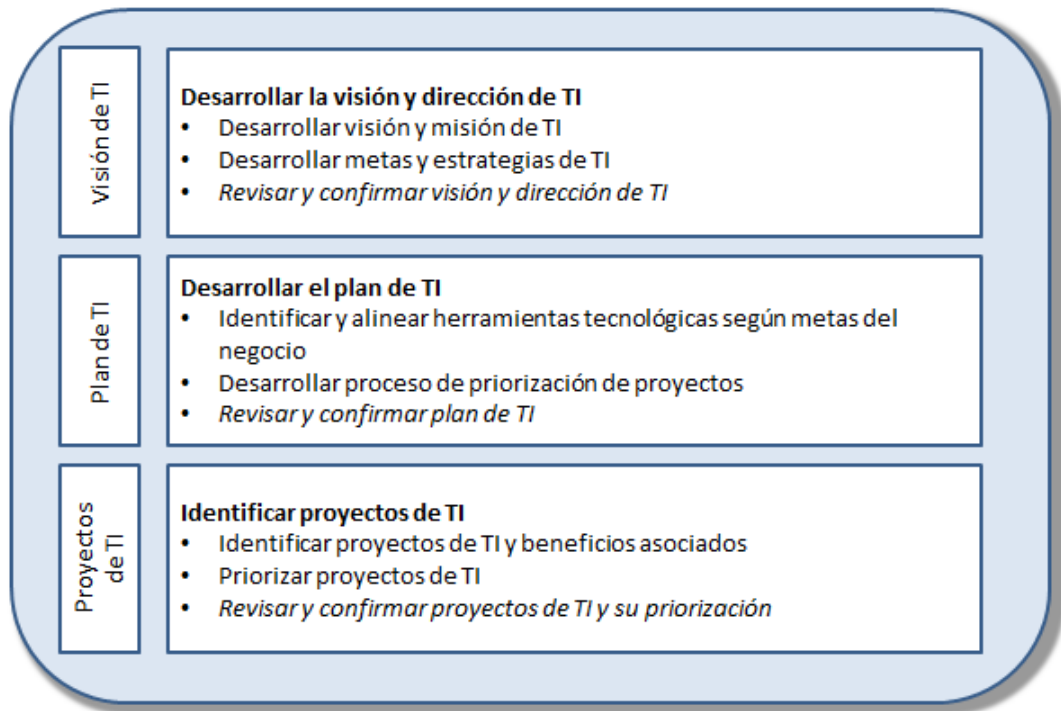 Visión de TI
Desarrollar la visión y dirección de TI
• Desarrollar visión y misión de TI
• Desarrollar metas y estrategias de TI
• Revisar y confirmar visión y dirección de TI
Plan de TI
Desarrollar el plan de TI
• Identificar y alinear herramientas tecnológicas según metas del
negocio
• Desarrollar proceso de priorización de proyectos
• Revisar y confirmar plan de TI
Proyectos
de TI
Identificar proyectos de TI
• Identificar proyectos de TI y beneficios asociados
• Priorizar proyectos de TI
• Revisar y confirmar proyectos de TI y su priorización